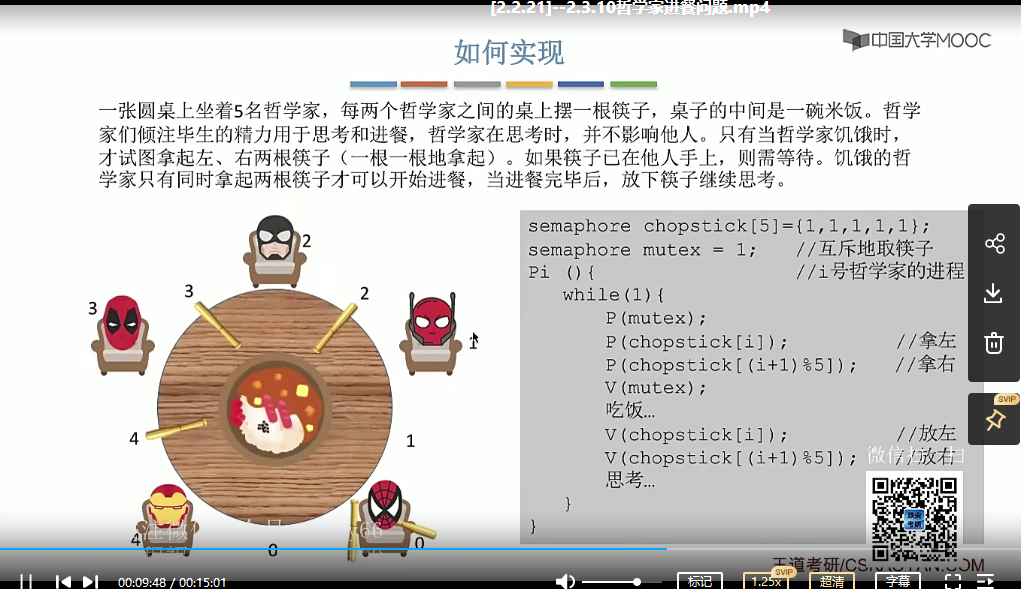 [2.2.21]--2.3.10哲学家进餐问题.mp4
中国大学MOOC
如何实现
一张圆桌上坐着5名哲学家，每两个哲学家之间的桌上摆一根筷子，桌子的中间是一碗米饭。哲学
家们倾注毕生的精力用于思考和进餐，哲学家在思考时，并不影响他人。只有当哲学家饥饿时，
才试图拿起左、右两根筷子（一根一根地拿起）。如果筷子已在他人手上，则需等待。饥饿的哲
学家只有同时拿起两根筷子才可以开始进餐，当进餐完毕后，放下筷子继续思考。
2
3
2
3
1
4
1
4
0
0
semaphore chopstick[5]={1,1,1,1,1};
semaphore mutex = 1; //互斥地取筷子
Pi (){ //i号哲学家的进程
while(1){
P(mutex);
P(chopstick[i]); //拿左
P(chopstick[(i+1)%5]); //拿右
V(mutex);
吃饭…
V(chopstick[i]); //放左
V(chopstick[(i+1)%5]); //放右
思考…
}
}
SVIP
王道考研/CSKAOYAN.COM
00:09:48 / 00:15:01
标记
SVIP
1.25x
超清
字幕